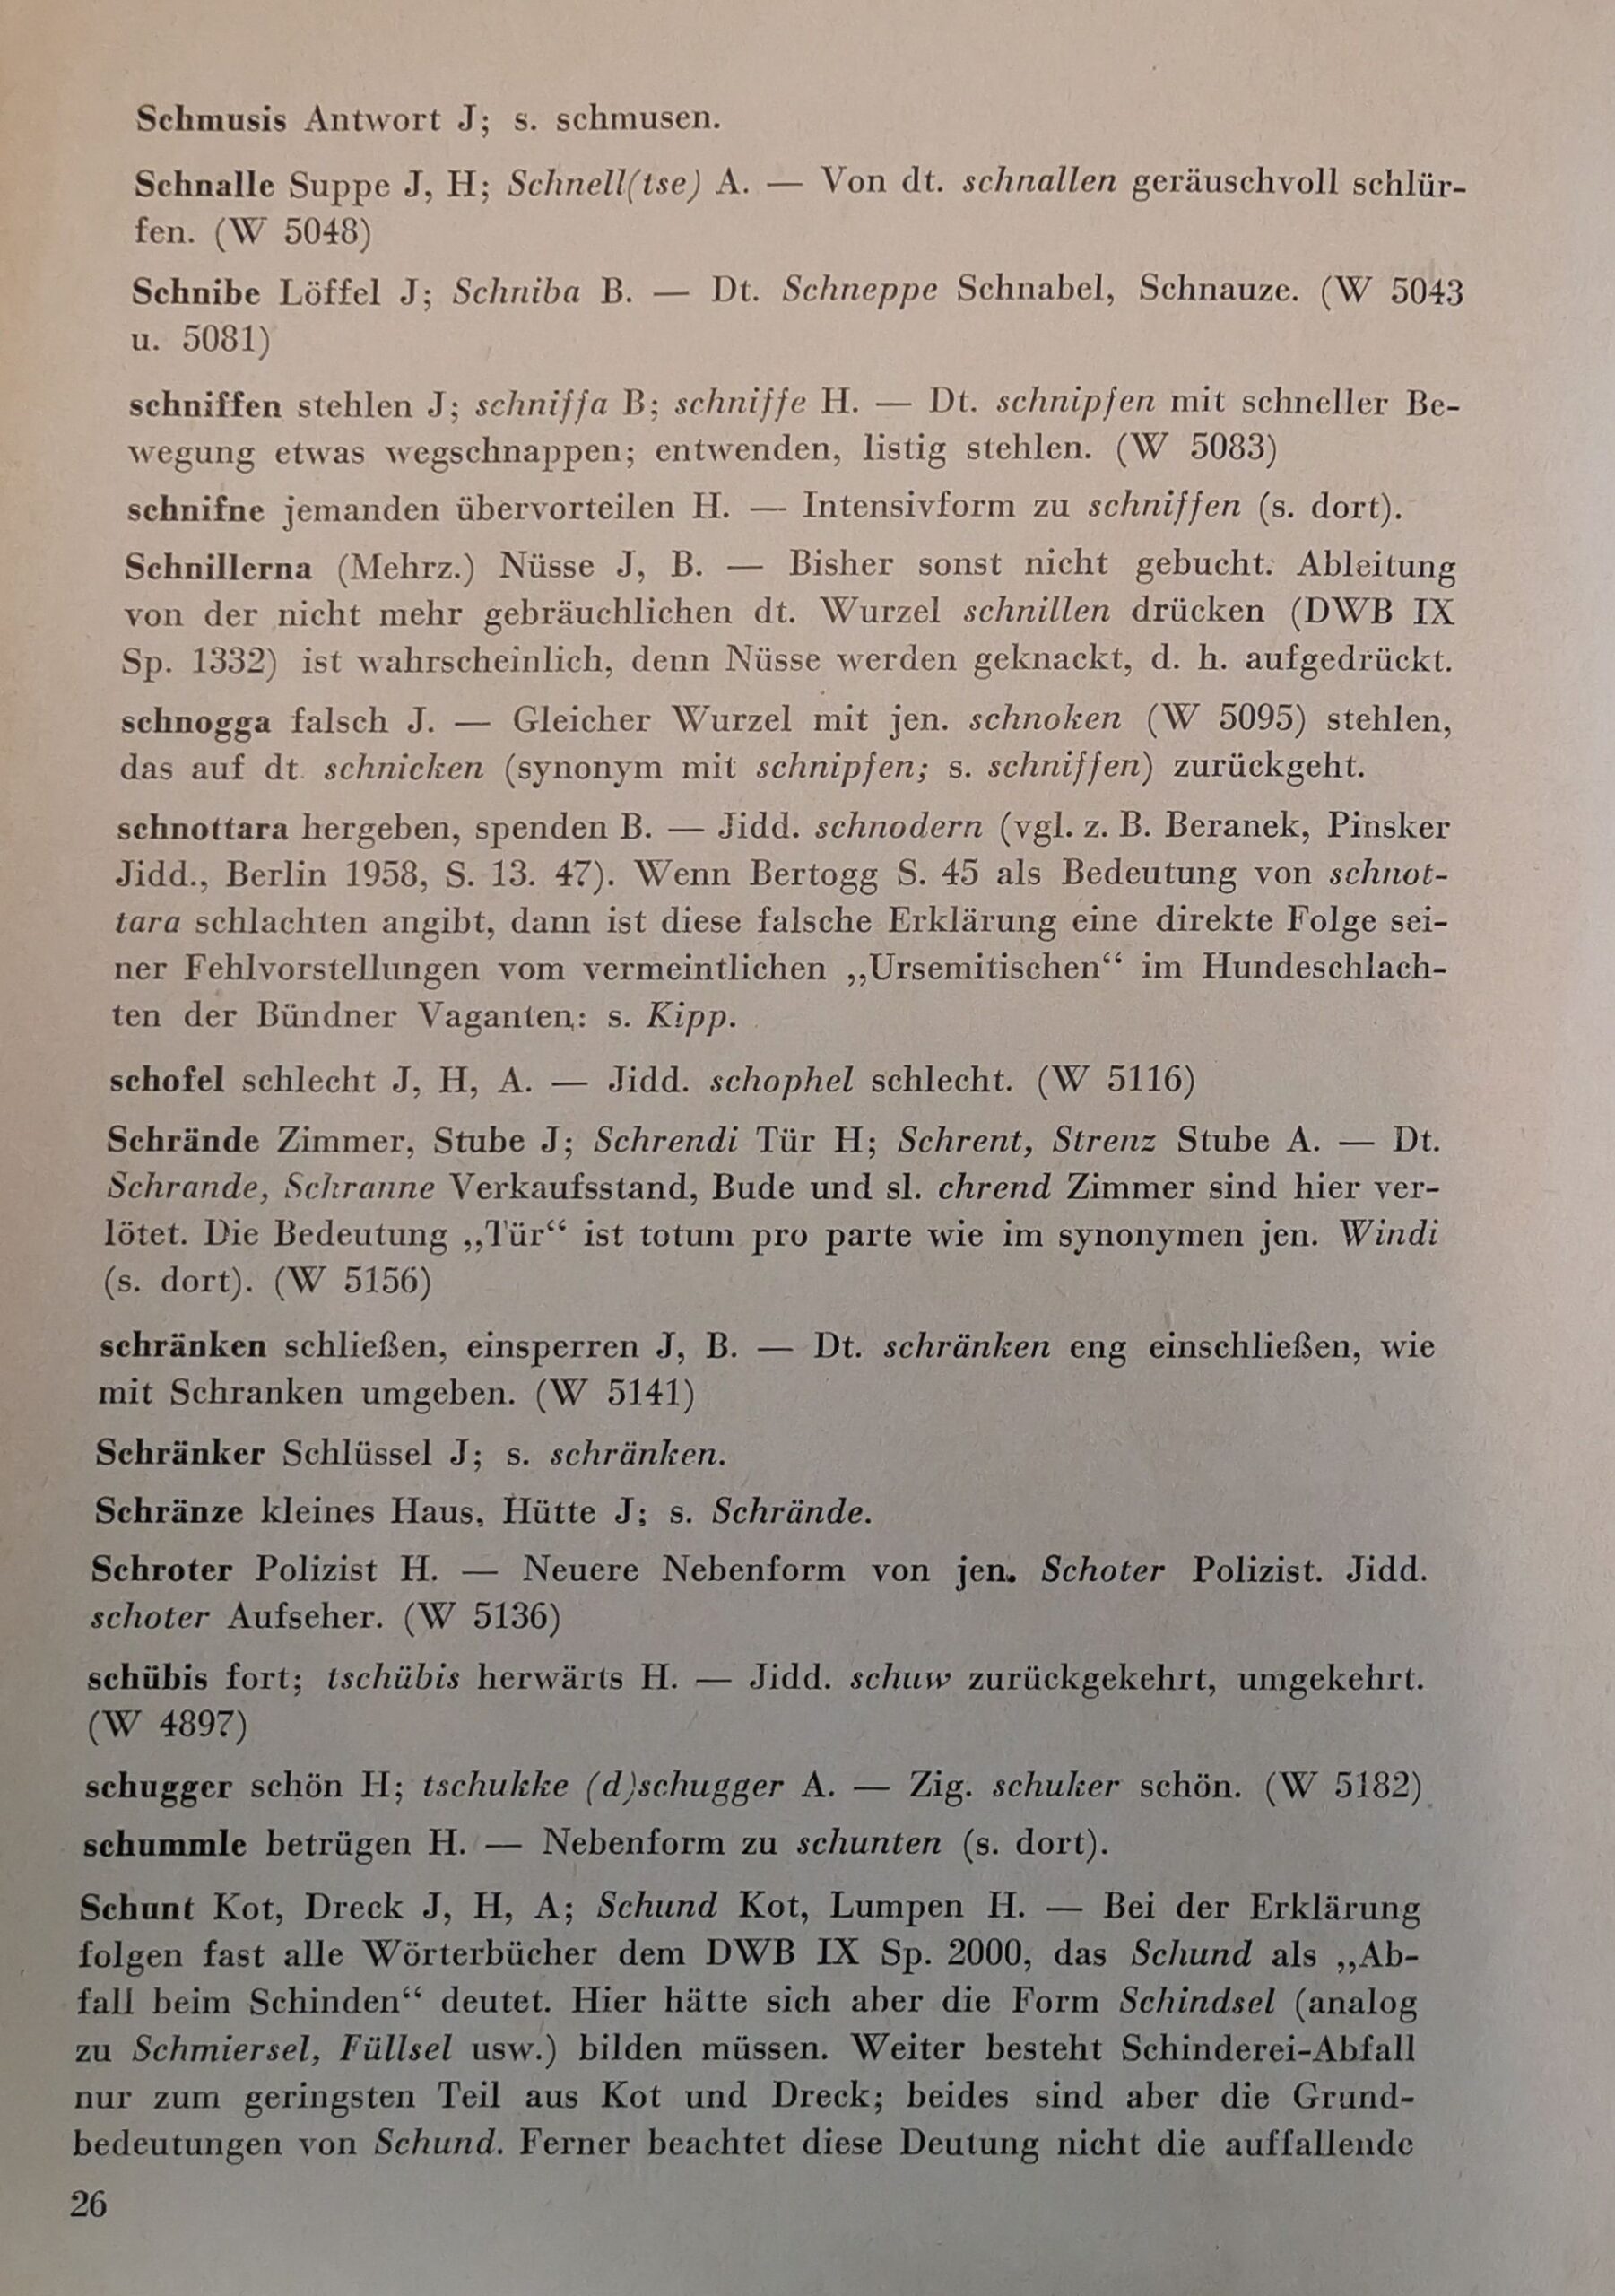 Schmusis Antwort J; s. schmusen.
Schnalle Suppe J, H; Schnell(tse) A. — Von dt. schnallen geräuschvoll schlür-
fen. (W 5048)
Schnibe Löffel J; Schniba B. — Dt. Schneppe Schnabel, Schnauze. (W 5043
u. 5081)
schniffen stehlen J; schniffa B; schniffe H. — Dt. schnipfen mit schneller Be-
wegung etwas wegschnappen; entwenden, listig stehlen. (W 5083)
schnifne jemanden übervorteilen H. — Intensivform zu schniffen (s. dort).
Schnillerna (Mehrz.) Nüsse J, B. — Bisher sonst nicht gebucht. Ableitung
von der nicht mehr gebräuchlichen dt. Wurzel schnillen drücken (DWB IX
Sp. 1332) ist wahrscheinlich, denn Nüsse werden geknackt, d. h. aufgedrückt.
schnogga falsch J. — Gleicher Wurzel mit jen. schnoken (W 5095) stehlen,
das auf dt. schnicken (synonym mit schnipfen; s. schniffen) zurückgeht.
schnottara hergeben, spenden B. — Jidd. schnodern (vgl. z. B. Beranek, Pinsker
Jidd., Berlin 1958, S. 13. 47). Wenn Bertogg S. 45 als Bedeutung von schnot-
tara schlachten angibt, dann ist diese falsche Erklärung eine direkte Folge sei-
ner Fehlvorstellungen vom vermeintlichen „Ursemitischen“ im Hundeschlach-
ten der Bündner Vaganten: s. Kipp.
schofel schlecht J, H, A. — Jidd. schophel schlecht. (W 5116)
Schrände Zimmer, Stube J; Schrendi Tür H; Schrent, Strenz Stube A. — Dt.
Schrande, Schranne Verkaufsstand, Bude und sl. chrend Zimmer sind hier ver-
lötet. Die Bedeutung „Tür“ ist totum pro parte wie im synonymen jen. Windi
(s. dort). (W 5156)
schränken schließen, einsperren J, B. — Dt. schränken eng einschließen, wie
mit Schranken umgeben. (W 5141)
Schränker Schlüssel J; s. schränken.
Schränze kleines Haus, Hütte J; s. Schrände.
Schroter Polizist H. — Neuere Nebenform von jen. Schoter Polizist. Jidd.
schoter Aufseher. (W 5136)
schübis fort; tschübis herwärts H. — Jidd. schuw zurückgekehrt, umgekehrt.
(W 4897)
schugger schön H; tschukke (d)schugger A. — Zig. schuker schön. (W 5182)
schummle betrügen H. — Nebenform zu schunten (s. dort).
Schunt Kot, Dreck J, H, A; Schund Kot, Lumpen H. — Bei der Erklärung
folgen fast alle Wörterbücher dem DWB IX Sp. 2000, das Schund als „Ab-
fall beim Schinden“ deutet. Hier hätte sich aber die Form Schindsel (analog
zu Schmiersel, Füllsel usw.) bilden müssen. Weiter besteht Schinderei-Abfall
nur zum geringsten Teil aus Kot und Dreck; beides sind aber die Grund-
bedeutungen von Schund. Ferner beachtet diese Deutung nicht die auffallende
26